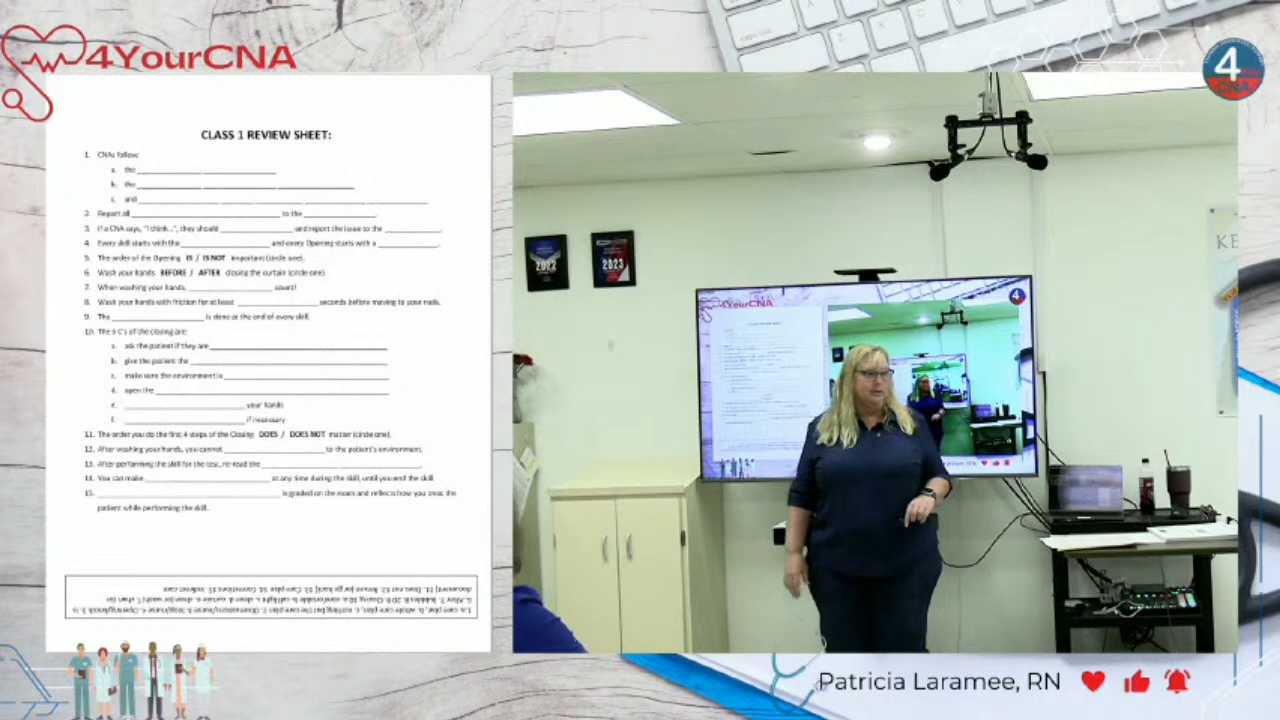 4YourCNA
4
CNA
CLASS 1 REVIEW SHEET:
1. CNAs follow:
a. the
b. the
c. and
2. Report all to the
3. If a CNA says, "I think…", they should and report the issue to the
4. Every skill starts with the and every Opening starts with a
5. The order of the Opening IS / IS NOT important (circle one).
6. Wash your hands BEFORE / AFTER closing the curtain (circle one).
7. When washing your hands, count!
8. Wash your hands with friction for at least seconds before moving to your nails.
9. The is done at the end of every skill.
10. The 6 C's of the closing are:
a. ask the patient if they are
b. give the patient the
c. make sure the environment is
d. open the
e. your hands
f. if necessary
11. The order you do the first 4 steps of the Closing DOES / DOES NOT matter (circle one).
12. After washing your hands, you cannot to the patient's environment.
13. After performing the skill for the test, re-read the
14. You can make at any time during the skill, until you end the skill.
15. is graded on the exam and reflects how you treat the
patient while performing the skill.
2022
2023
KE
4YourCNA
4
Patricia Laramee, RN